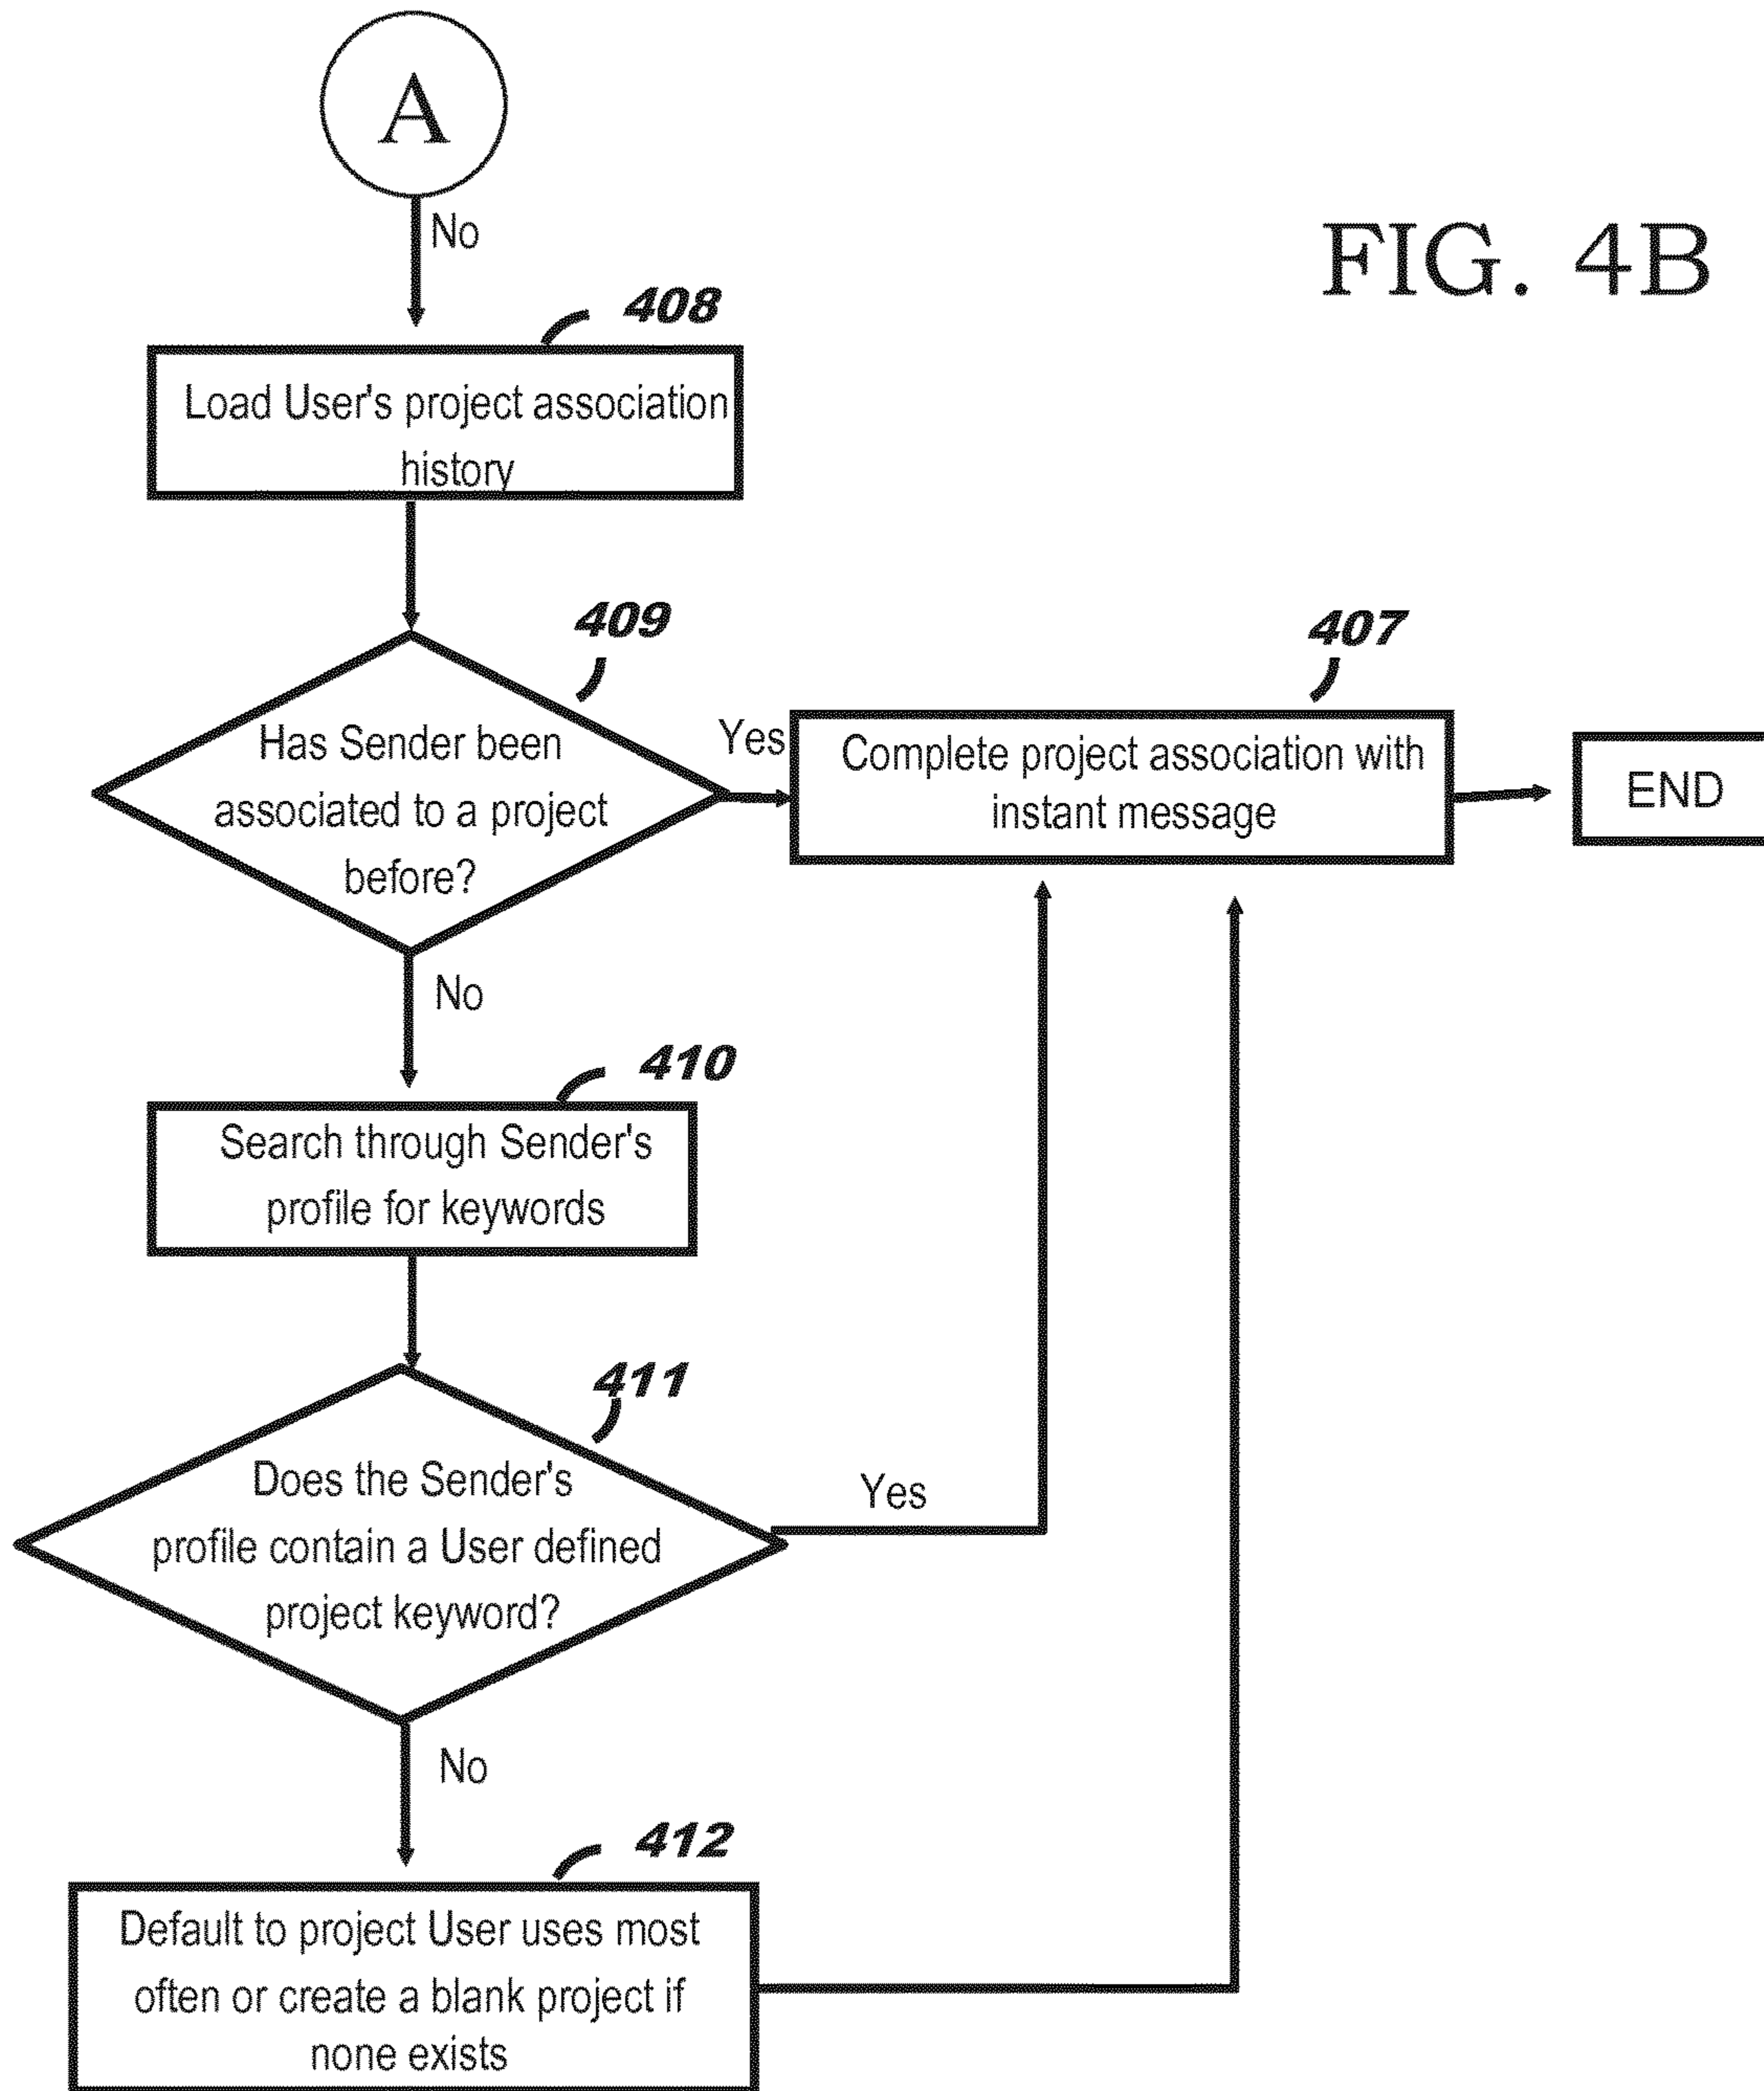 A
No
FIG. 4B
408
Load User's project association
history
409
Has Sender been
associated to a project
before?
Yes
407
Complete project association with
instant message
END
No
410
Search through Sender's
profile for keywords
411
Does the Sender's
profile contain a User defined
project keyword?
Yes
No
412
Default to project User uses most
often or create a blank project if
none exists